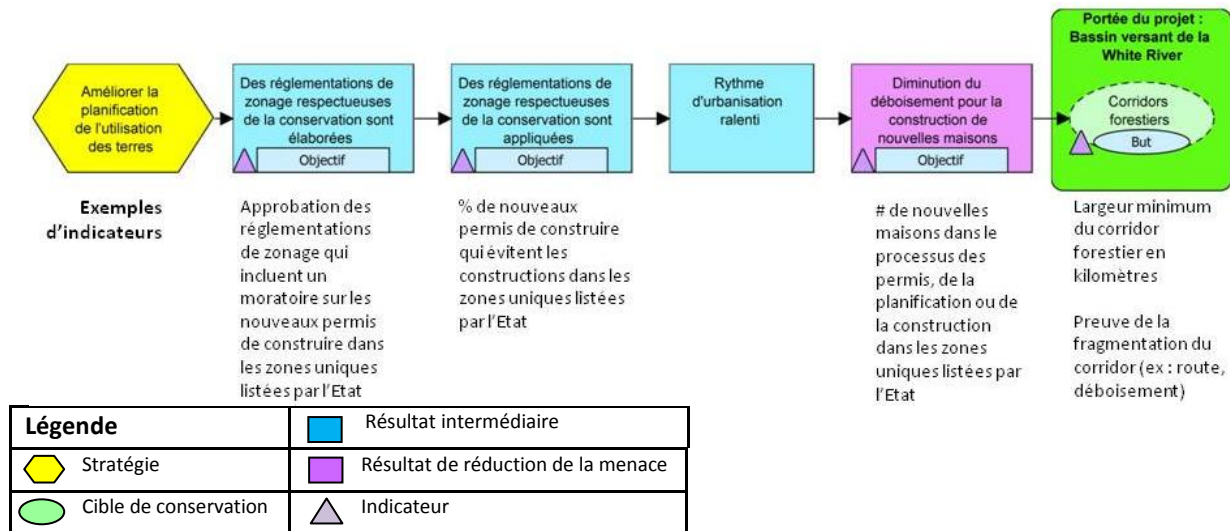 Améliorer la
planification
de l'utilisation
des terres
Des réglementations de
zonage respectueuses
de la conservation sont
élaborées
Objectif
Des réglementations de
zonage respectueuses
de la conservation sont
appliquées
Objectif
Rythme
d'urbanisation
ralenti
Diminution du
déboisement pour la
construction de
nouvelles maisons
Objectif
Portée du projet :
Bassin versant de la
White River
Corridors
forestiers
But
Exemples
d'indicateurs
Approbation des
réglementations
de zonage qui
incluent un
moratoire sur les
nouveaux permis
de construire dans
les zones uniques
listées par l'Etat
% de nouveaux
permis de construire
qui évitent les
constructions dans les
zones uniques listées
par l'Etat
# de nouvelles
maisons dans le
processus des
permis, de la
planification ou de
la construction
dans les zones
uniques listées par
l'Etat
Largeur minimum
du corridor
forestier en
kilomètres
Preuve de la
fragmentation du
corridor (ex : route,
déboisement)
Légende
Résultat intermédiaire
Stratégie
Résultat de réduction de la menace
Cible de conservation
Indicateur